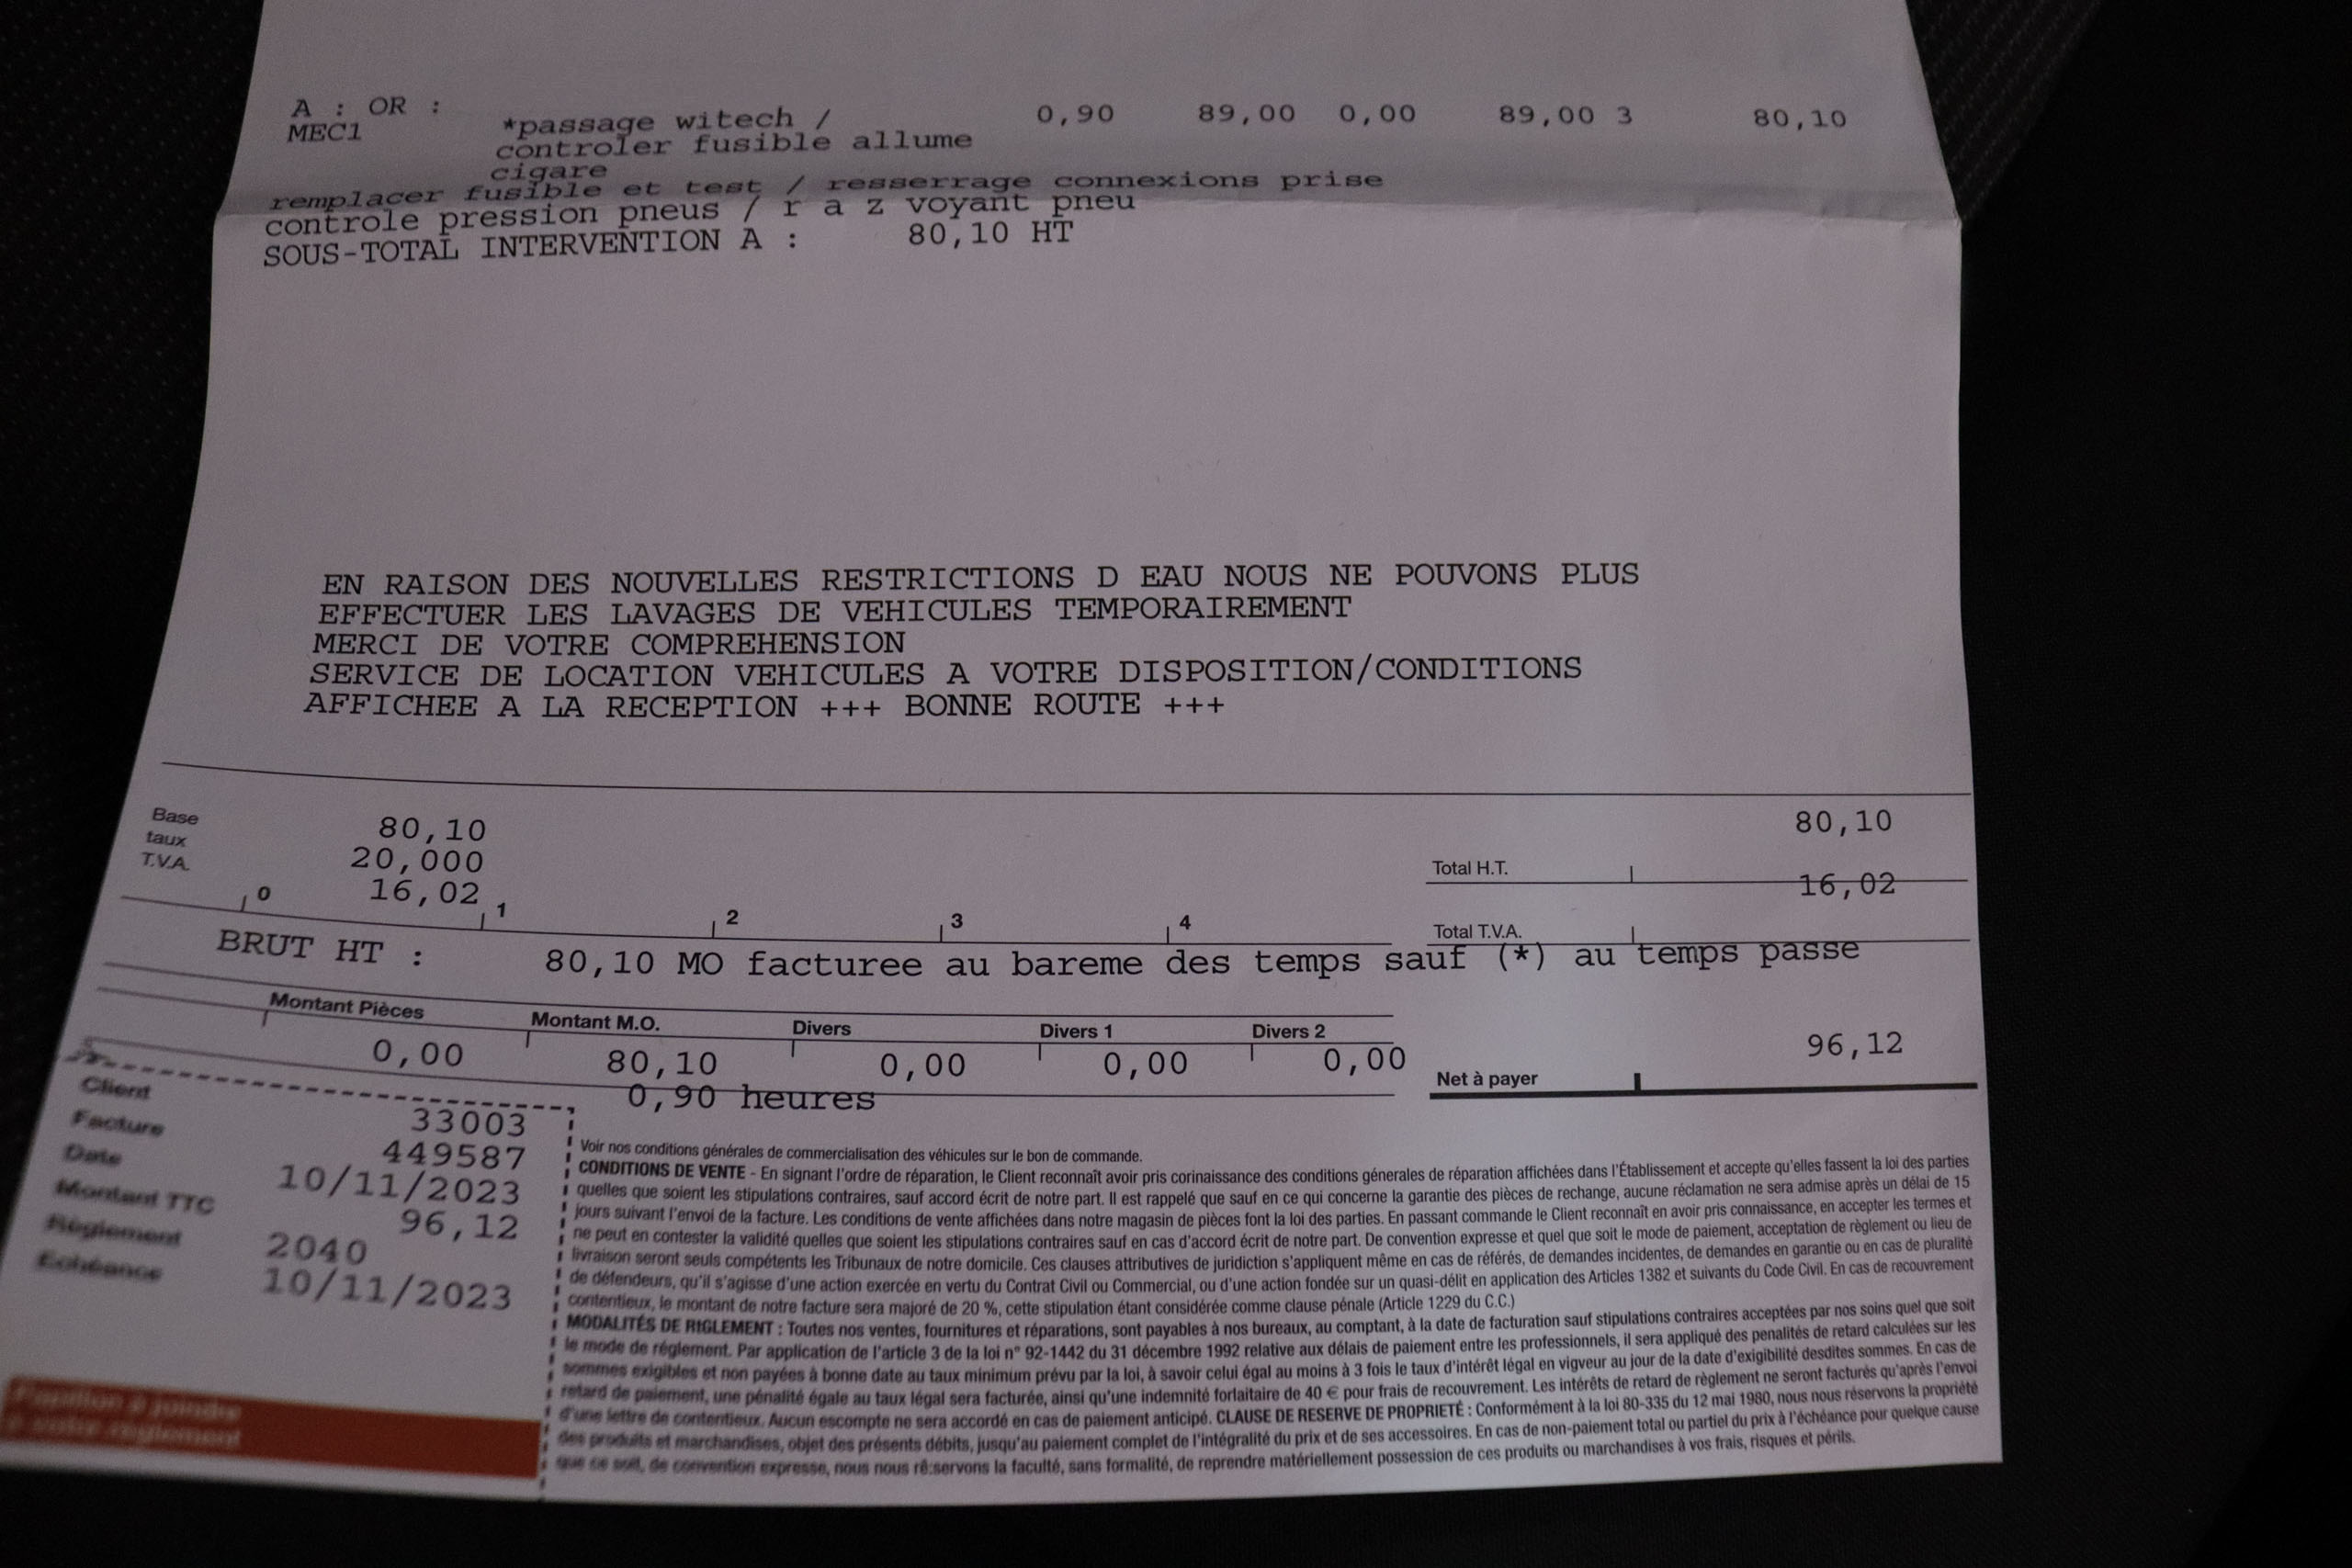 A : OR :
MEC1 *passage witech / 0,90 89,00 0,00 89,00 3 80,10
controler fusible allume
cigare
remplacer fusible et test / resserrage connexions prise
controle pression pneus / r a z voyant pneu
SOUS-TOTAL INTERVENTION A : 80,10 HT
EN RAISON DES NOUVELLES RESTRICTIONS D EAU NOUS NE POUVONS PLUS
EFFECTUER LES LAVAGES DE VEHICULES TEMPORAIREMENT
MERCI DE VOTRE COMPREHENSION
SERVICE DE LOCATION VEHICULES A VOTRE DISPOSITION/CONDITIONS
AFFICHEE A LA RECEPTION +++ BONNE ROUTE +++
Base 80,10 80,10
taux 20,000 Total H.T.
T.V.A. 16,02 16,02
0 1 2 3 4 Total T.V.A.
BRUT HT : 80,10 MO facturee au bareme des temps sauf (*) au temps passe
Montant Pièces Montant M.O. Divers Divers 1 Divers 2
0,00 80,10 0,00 0,00 0,00 96,12
0,90 heures Net à payer
Client 33003
Facture 449587
Date 10/11/2023
Montant TTC 96,12
Règlement 2040
Echéance 10/11/2023
Papillon à joindre
à votre règlement
Voir nos conditions générales de commercialisation des véhicules sur le bon de commande.
CONDITIONS DE VENTE - En signant l'ordre de réparation, le Client reconnaît avoir pris corinaissance des conditions génerales de réparation affichées dans l'Établissement et accepte qu'elles fassent la loi des parties
quelles que soient les stipulations contraires, sauf accord écrit de notre part. Il est rappelé que sauf en ce qui concerne la garantie des pièces de rechange, aucune réclamation ne sera admise après un délai de 15
jours suivant l'envoi de la facture. Les conditions de vente affichées dans notre magasin de pièces font la loi des parties. En passant commande le Client reconnaît en avoir pris connaissance, en accepter les termes et
ne peut en contester la validité quelles que soient les stipulations contraires sauf en cas d'accord écrit de notre part. De convention expresse et quel que soit le mode de paiement, acceptation de règlement ou lieu de
livraison seront seuls compétents les Tribunaux de notre domicile. Ces clauses attributives de juridiction s'appliquent même en cas de référés, de demandes incidentes, de demandes en garantie ou en cas de pluralité
de défendeurs, qu'il s'agisse d'une action exercée en vertu du Contrat Civil ou Commercial, ou d'une action fondée sur un quasi-délit en application des Articles 1382 et suivants du Code Civil. En cas de recouvrement
contentieux, le montant de notre facture sera majoré de 20 %, cette stipulation étant considérée comme clause pénale (Article 1229 du C.C.)
MODALITÉS DE RIGLEMENT : Toutes nos ventes, fournitures et réparations, sont payables à nos bureaux, au comptant, à la date de facturation sauf stipulations contraires acceptées par nos soins quel que soit
le mode de réglement. Par application de l'article 3 de la loi n° 92-1442 du 31 décembre 1992 relative aux délais de paiement entre les professionnels, il sera appliqué des penalités de retard calculées sur les
sommes exigibles et non payées à bonne date au taux minimum prévu par la loi, à savoir celui égal au moins à 3 fois le taux d'intérêt légal en vigveur au jour de la date d'exigibilité desdites sommes. En cas de
retard de paiement, une pénalité égale au taux légal sera facturée, ainsi qu'une indemnité forlaitaire de 40 € pour frais de recouvrement. Les intérêts de retard de règlement ne seront facturés qu'après l'envoi
d'une lettre de contentieux. Aucun escompte ne sera accordé en cas de paiement anticipé. CLAUSE DE RESERVE DE PROPRIETÉ : Conformément à la loi 80-335 du 12 mai 1980, nous nous réservons la propriété
des produits et marchandises, objet des présents débits, jusqu'au paiement complet de l'intégralité du prix et de ses accessoires. En cas de non-paiement total ou partiel du prix à l'échéance pour quelque cause
que ce soit, de convention expresse, nous nous ré:servons la faculté, sans formalité, de reprendre matériellement possession de ces produits ou marchandises à vos frais, risques et périls.